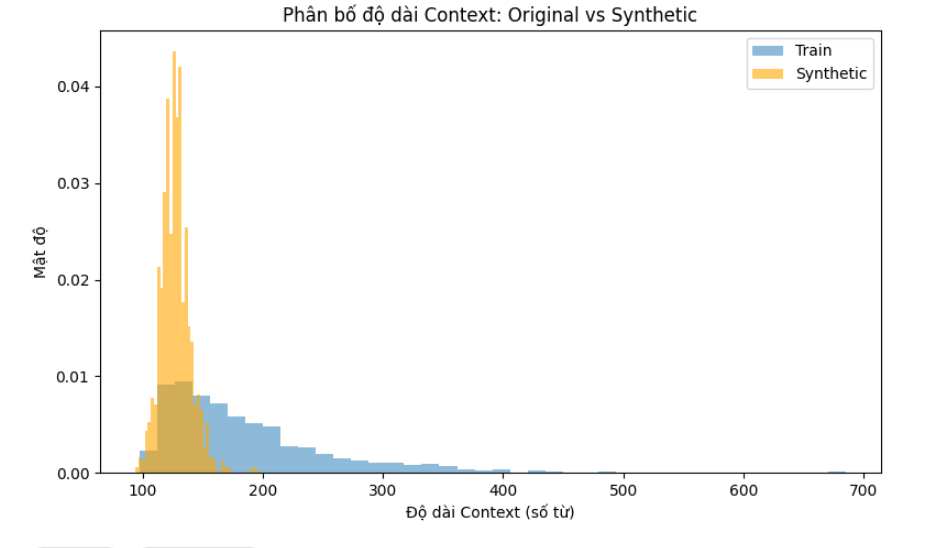 Phân bố độ dài Context: Original vs Synthetic
Train
Synthetic
Mật độ
0.04
0.03
0.02
0.01
0.00
100 200 300 400 500 600 700
Độ dài Context (số từ)